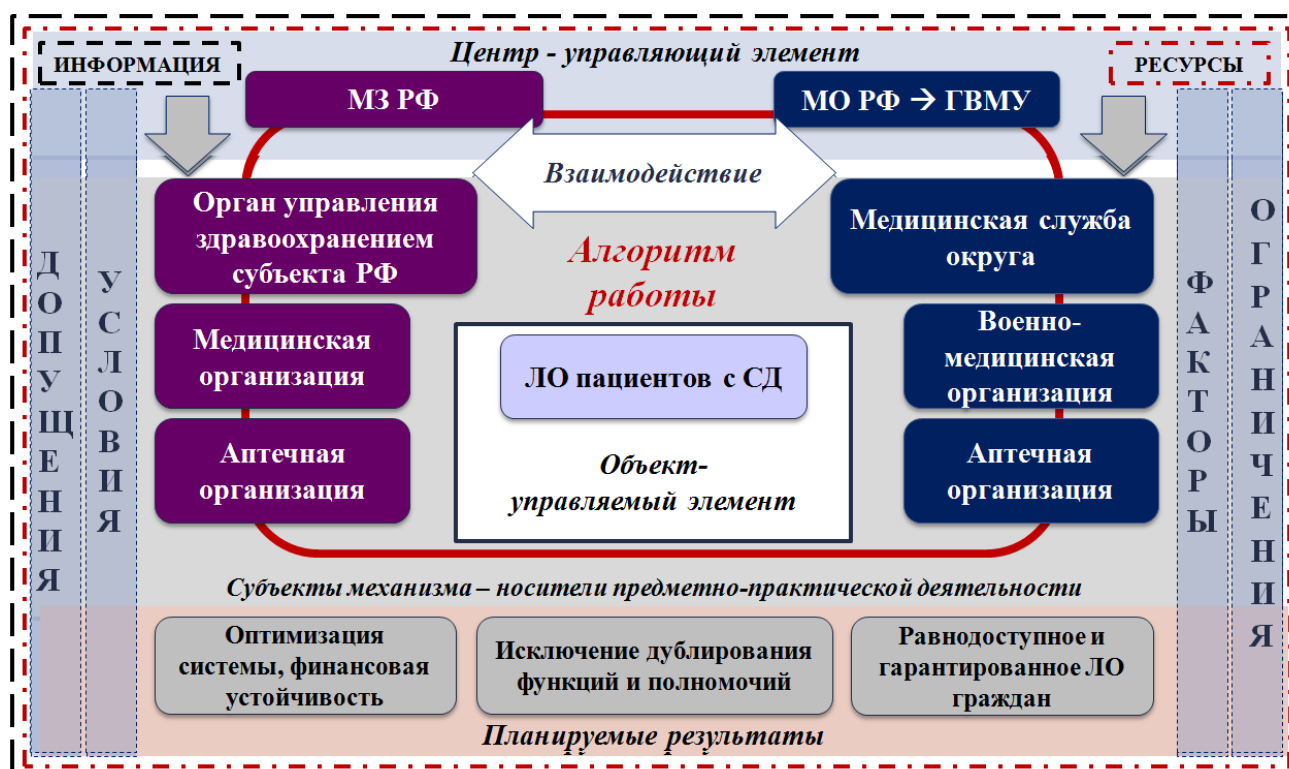 Центр - управляющий элемент
ИНФОРМАЦИЯ
РЕСУРСЫ
МЗ РФ
МО РФ → ГВМУ
Взаимодействие
Орган управления
здравоохранением
субъекта РФ
Медицинская служба
округа
Алгоритм
работы
Медицинская
организация
Военно-
медицинская
организация
ЛО пациентов с СД
Аптечная
организация
Аптечная
организация
Объект-
управляемый элемент
ДОПУЩЕНИЯ
УСЛОВИЯ
ФАКТОРЫ
ОГРАНИЧЕНИЯ
Субъекты механизма – носители предметно-практической деятельности
Оптимизация
системы, финансовая
устойчивость
Исключение дублирования
функций и полномочий
Равнодоступное и
гарантированное ЛО
граждан
Планируемые результаты